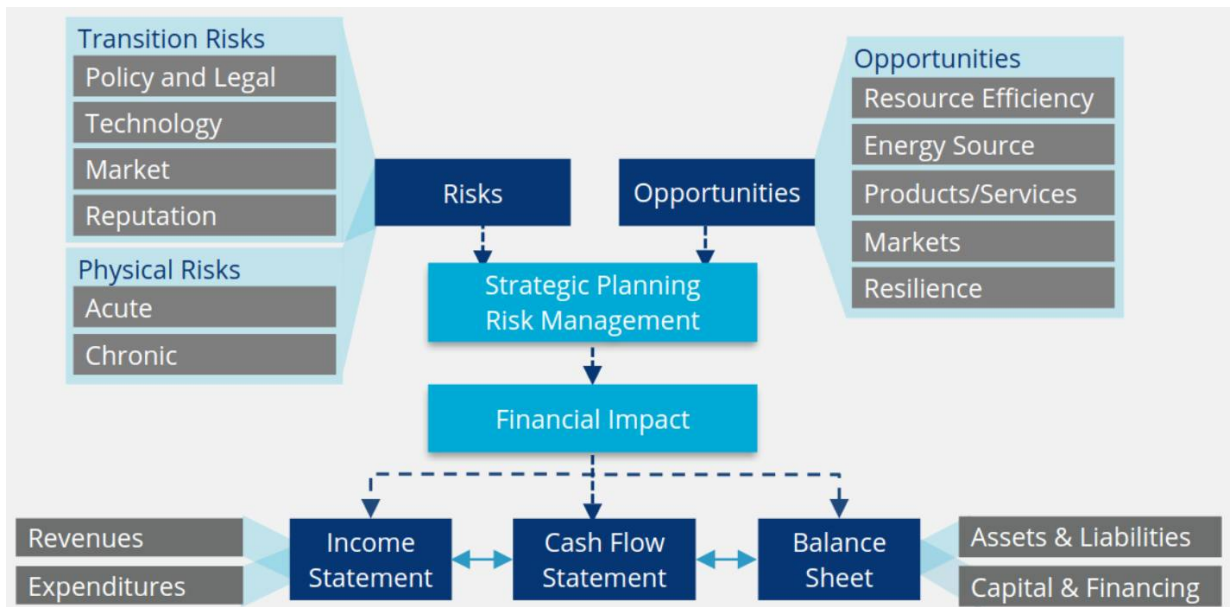 Transition Risks
Policy and Legal
Technology
Market
Reputation
Physical Risks
Acute
Chronic
Risks
Opportunities
Opportunities
Resource Efficiency
Energy Source
Products/Services
Markets
Resilience
Strategic Planning
Risk Management
Financial Impact
Revenues
Expenditures
Income
Statement
Cash Flow
Statement
Balance
Sheet
Assets & Liabilities
Capital & Financing